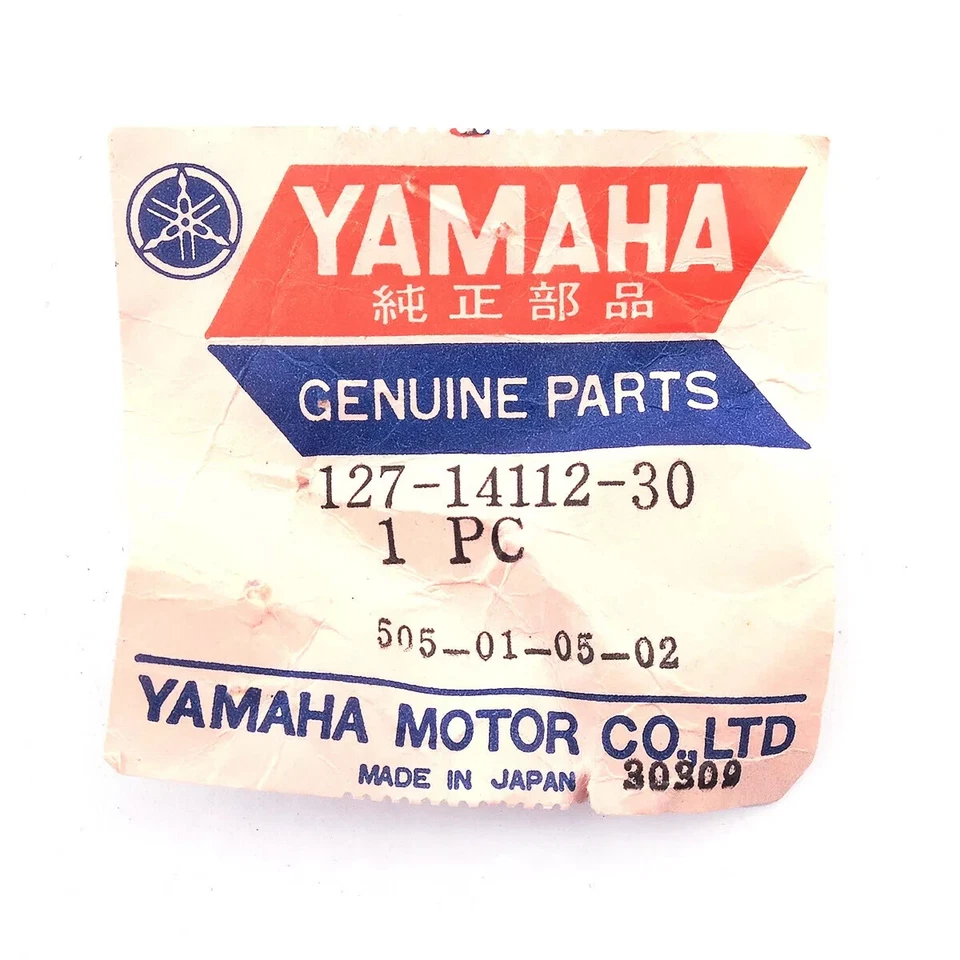 YAMAHA
純正部品
GENUINE PARTS
127-14112-30
1 PC
505-01-05-02
YAMAHA MOTOR CO.,LTD
MADE IN JAPAN 30309